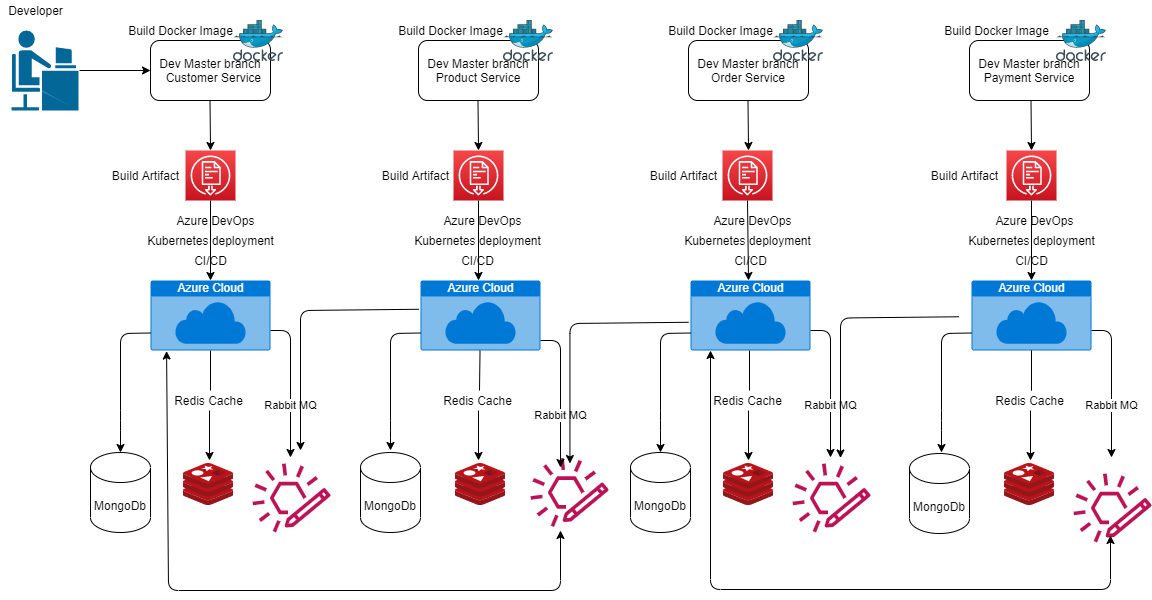 Developer
Build Docker Image
docker
Dev Master branch
Customer Service
Build Docker Image
docker
Dev Master branch
Product Service
Build Docker Image
docker
Dev Master branch
Order Service
Build Docker Image
docker
Dev Master branch
Payment Service
Build Artifact
Build Artifact
Build Artifact
Build Artifact
Azure DevOps
Kubernetes deployment
CI/CD
Azure DevOps
Kubernetes deployment
CI/CD
Azure DevOps
Kubernetes deployment
CI/CD
Azure DevOps
Kubernetes deployment
CI/CD
Azure Cloud
Azure Cloud
Azure Cloud
Azure Cloud
Redis Cache
Rabbit MQ
Redis Cache
Rabbit MQ
Redis Cache
Rabbit MQ
Redis Cache
Rabbit MQ
MongoDb
MongoDb
MongoDb
MongoDb